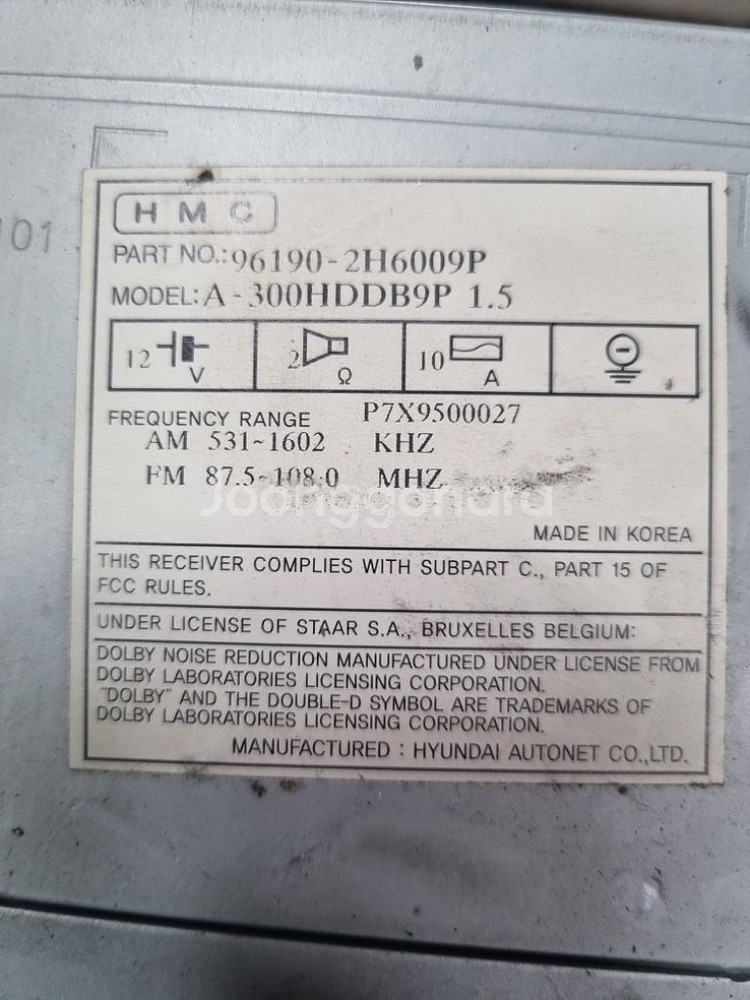 101
HMC
PART NO.: 96190-2H6009P
MODEL: A-300HDDB9P 1.5
12 V
2 Ω
10 A
FREQUENCY RANGE P7X9500027
AM 531~1602 KHZ
FM 87.5~108.0 MHZ
Joonggonara
MADE IN KOREA
THIS RECEIVER COMPLIES WITH SUBPART C., PART 15 OF
FCC RULES.
UNDER LICENSE OF STAAR S.A., BRUXELLES BELGIUM:
DOLBY NOISE REDUCTION MANUFACTURED UNDER LICENSE FROM
DOLBY LABORATORIES LICENSING CORPORATION.
"DOLBY" AND THE DOUBLE-D SYMBOL ARE TRADEMARKS OF
DOLBY LABORATORIES LICENSING CORPORATION.
MANUFACTURED : HYUNDAI AUTONET CO.,LTD.